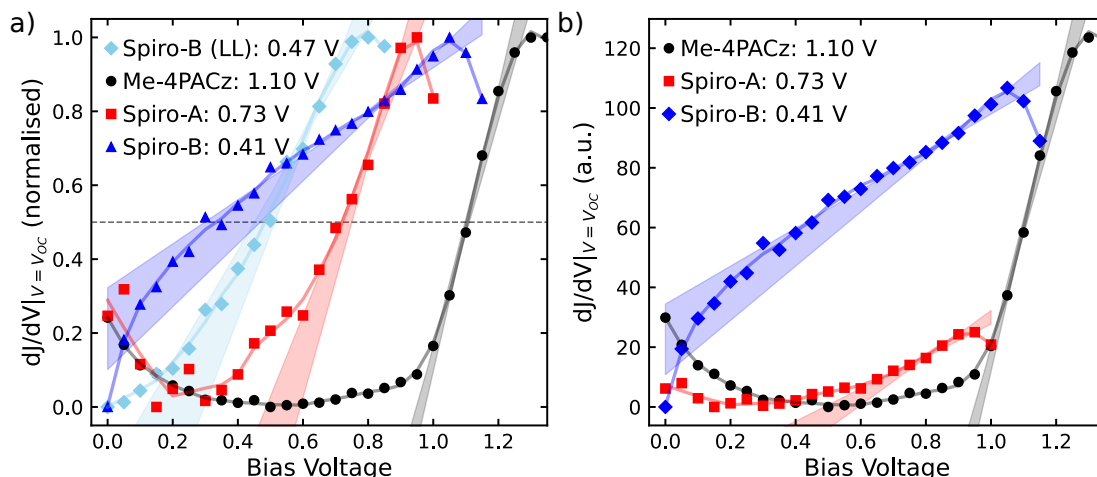 a)
dJ/dV|V = VOC (normalised)
1.0
0.8
0.6
0.4
0.2
0.0
Spiro-B (LL): 0.47 V
Me-4PACz: 1.10 V
Spiro-A: 0.73 V
Spiro-B: 0.41 V
0.0 0.2 0.4 0.6 0.8 1.0 1.2
Bias Voltage
b)
dJ/dV|V = VOC (a.u.)
120
100
80
60
40
20
0
Me-4PACz: 1.10 V
Spiro-A: 0.73 V
Spiro-B: 0.41 V
0.0 0.2 0.4 0.6 0.8 1.0 1.2
Bias Voltage